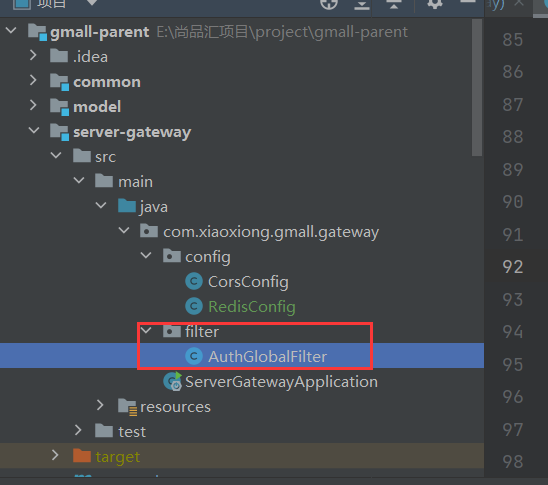 项目
y) ×
gmall-parent E:\尚品汇项目\project\gmall-parent
.idea
common
model
server-gateway
src
main
java
com.xiaoxiong.gmall.gateway
config
CorsConfig
RedisConfig
filter
AuthGlobalFilter
ServerGatewayApplication
resources
test
target
85
86
87
88
89
90
91
92
93
94
95
96
97
98